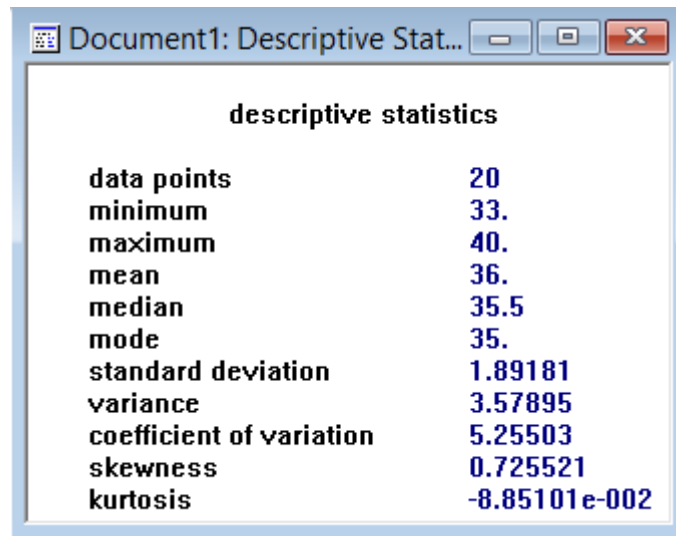 Document1: Descriptive Stat...
descriptive statistics
data points 20
minimum 33.
maximum 40.
mean 36.
median 35.5
mode 35.
standard deviation 1.89181
variance 3.57895
coefficient of variation 5.25503
skewness 0.725521
kurtosis -8.85101e-002